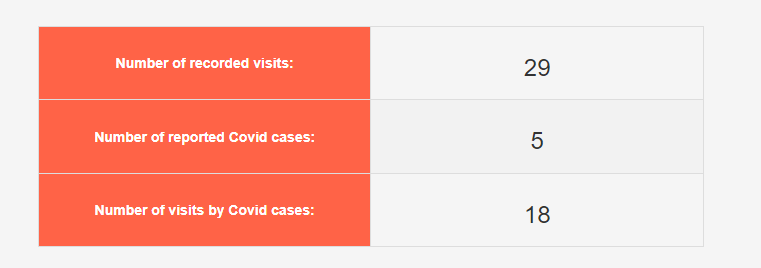 Number of recorded visits: 29
Number of reported Covid cases: 5
Number of visits by Covid cases: 18